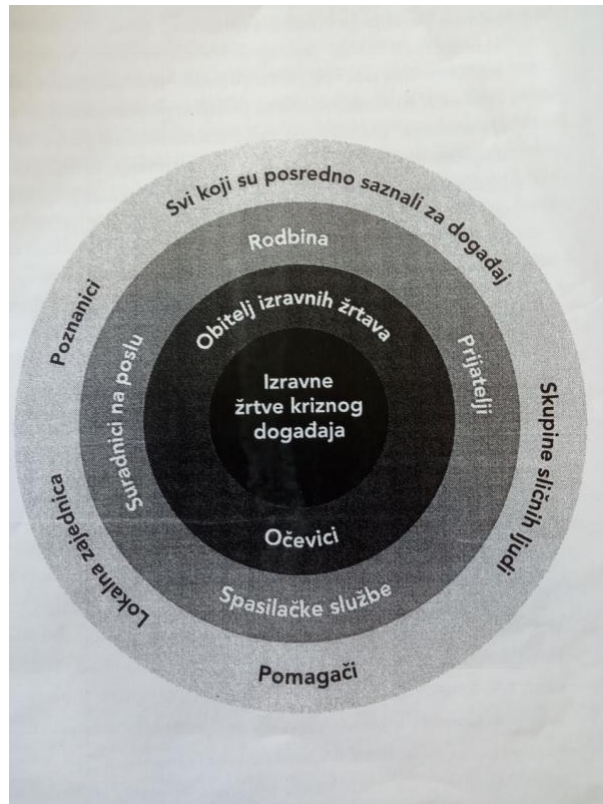 Svi koji su posredno saznali za događaj
Rodbina
Obitelj izravnih žrtava
Izravne
žrtve kriznog
događaja
Poznanici
Suradnici na poslu
Prijatelji
Skupine sličnih ljudi
Očevici
Lokalna zajednica
Spasilačke službe
Pomagači